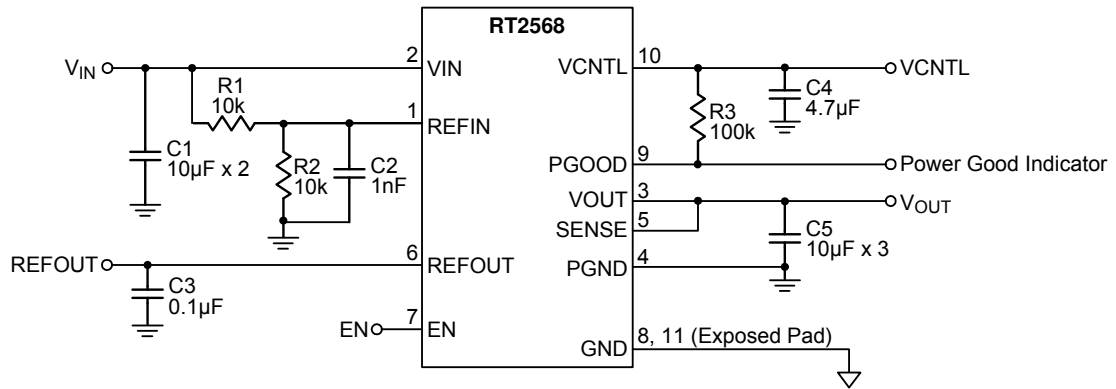 RT2568
VIN
2
VIN
VCNTL
10
VCNTL
R1
10k
C4
4.7µF
R3
100k
1
REFIN
C1
10µF x 2
R2
10k
C2
1nF
PGOOD
9
Power Good Indicator
VOUT
3
VOUT
SENSE
5
C5
10µF x 3
REFOUT
6
REFOUT
PGND
4
C3
0.1µF
EN
7
EN
GND
8, 11 (Exposed Pad)